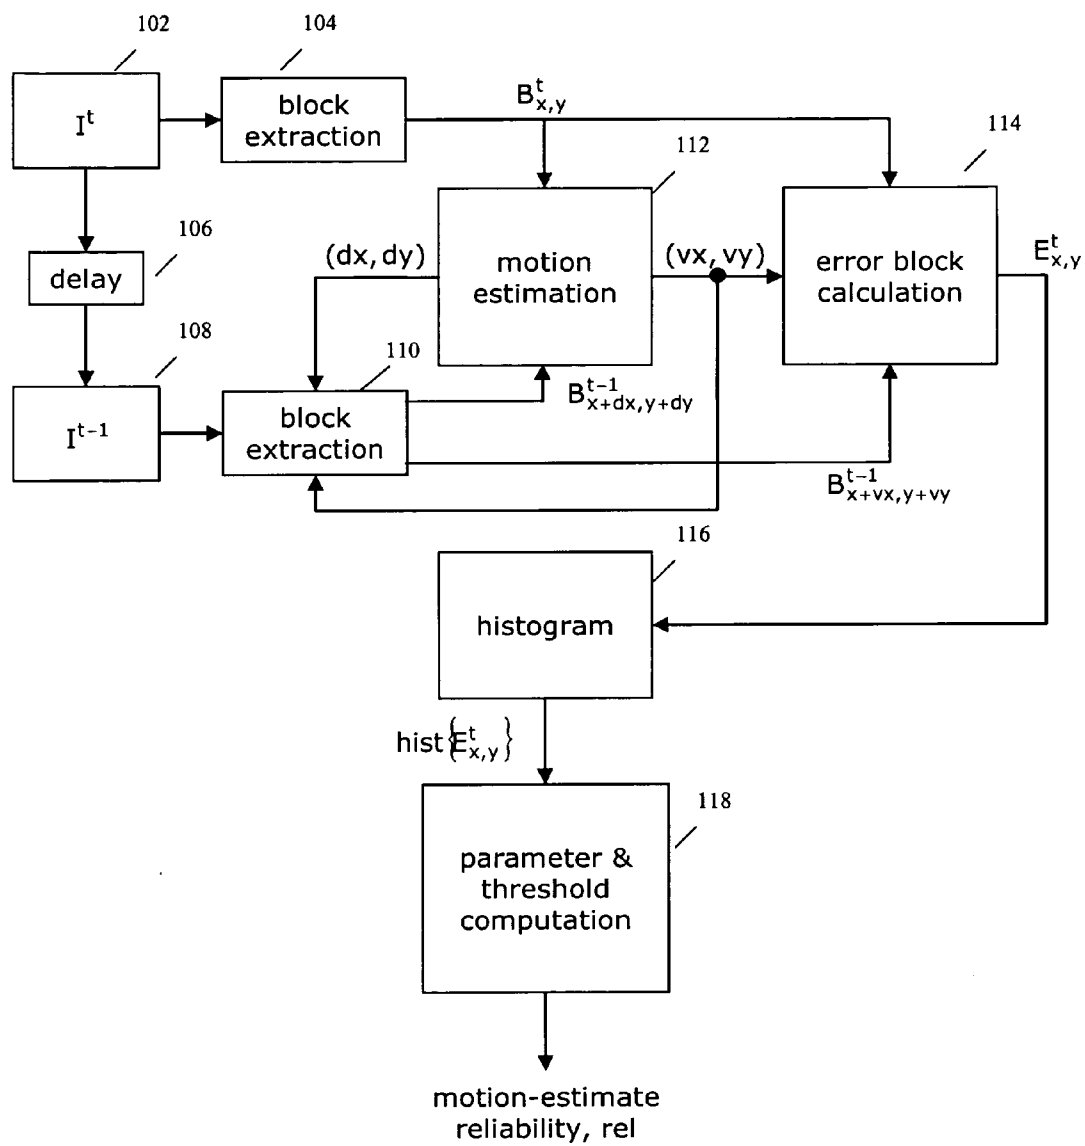 102
104
I^t
block
extraction
B^t_{x,y}
112
114
106
delay
(dx, dy)
motion
estimation
(vx, vy)
error block
calculation
E^t_{x,y}
108
110
I^{t-1}
block
extraction
B^{t-1}_{x+dx,y+dy}
B^{t-1}_{x+vx,y+vy}
116
histogram
hist{E^t_{x,y}}
118
parameter &
threshold
computation
motion-estimate
reliability, rel